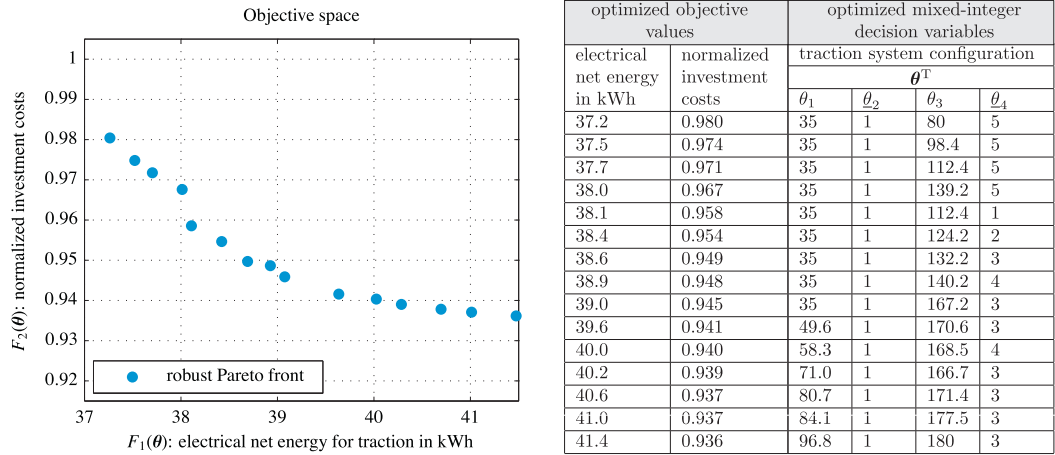 Objective space
1
0.99
0.98
0.97
0.96
0.95
0.94
0.93
0.92
37 38 39 40 41
F₂(θ): normalized investment costs
F₁(θ): electrical net energy for traction in kWh
robust Pareto front
optimized objective values optimized mixed-integer decision variables
electrical net energy in kWh normalized investment costs traction system configuration
θᵀ
θ₁ θ₂ θ₃ θ₄
37.2 0.980 35 1 80 5
37.5 0.974 35 1 98.4 5
37.7 0.971 35 1 112.4 5
38.0 0.967 35 1 139.2 5
38.1 0.958 35 1 112.4 1
38.4 0.954 35 1 124.2 2
38.6 0.949 35 1 132.2 3
38.9 0.948 35 1 140.2 4
39.0 0.945 35 1 167.2 3
39.6 0.941 49.6 1 170.6 3
40.0 0.940 58.3 1 168.5 4
40.2 0.939 71.0 1 166.7 3
40.6 0.937 80.7 1 171.4 3
41.0 0.937 84.1 1 177.5 3
41.4 0.936 96.8 1 180 3